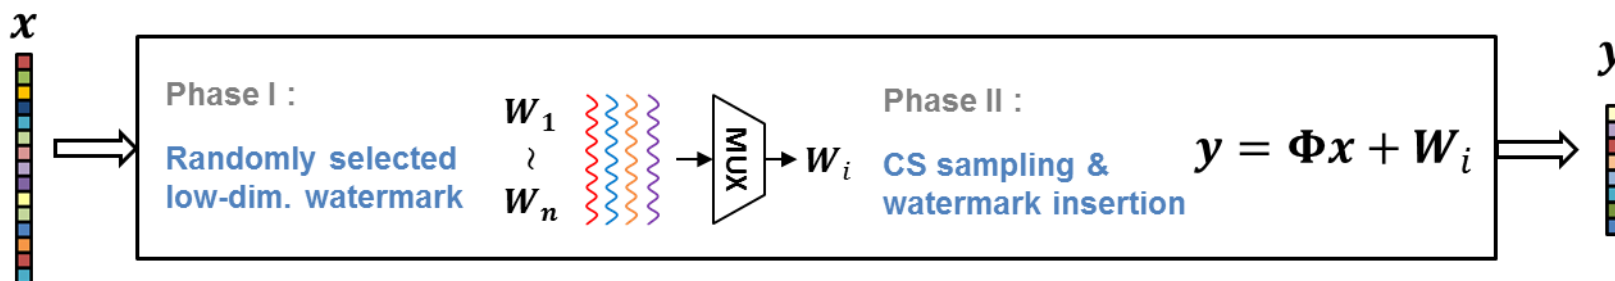 x
Phase I :
Randomly selected
low-dim. watermark
W₁
~
Wₙ
MUX
Wᵢ
Phase II :
CS sampling &
watermark insertion
y = Φx + Wᵢ
y